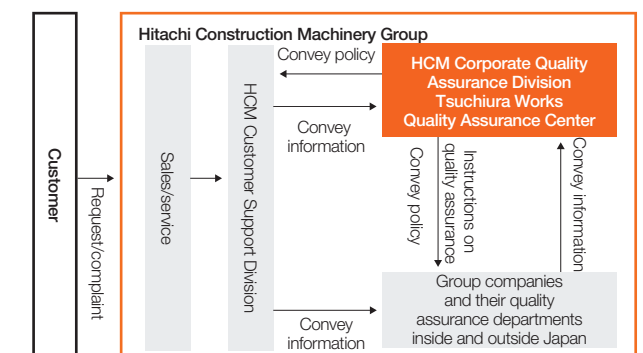 Hitachi Construction Machinery Group
Customer
Request/complaint
Sales/service
HCM Customer Support Division
Convey policy
Convey
information
HCM Corporate Quality
Assurance Division
Tsuchiura Works
Quality Assurance Center
Instructions on
quality assurance
Convey policy
Convey information
Convey
information
Group companies
and their quality
assurance departments
inside and outside Japan